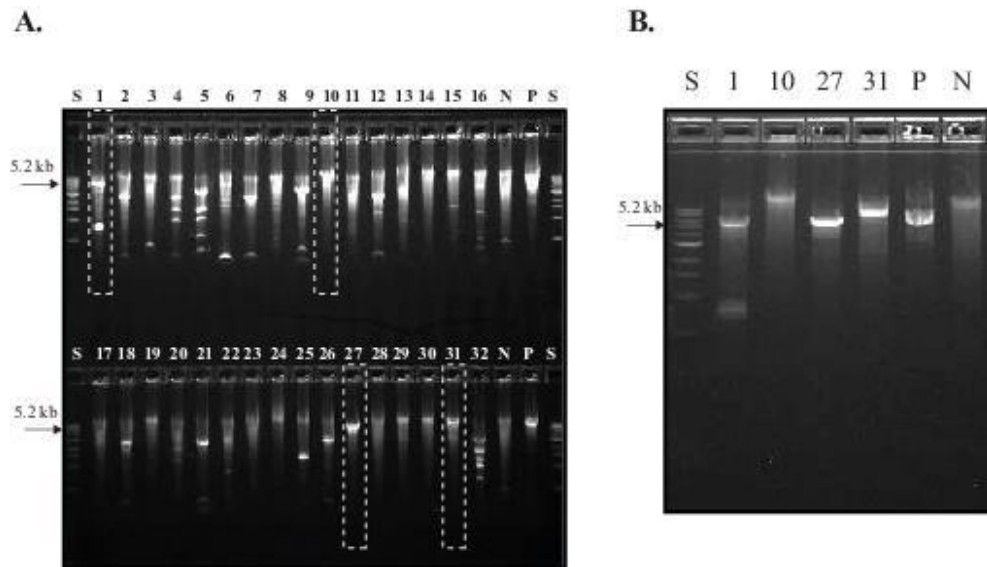 A.
S 1 2 3 4 5 6 7 8 9 10 11 12 13 14 15 16 N P S
5.2 kb
S 17 18 19 20 21 22 23 24 25 26 27 28 29 30 31 32 N P S
5.2 kb
B.
S 1 10 27 31 P N
5.2 kb